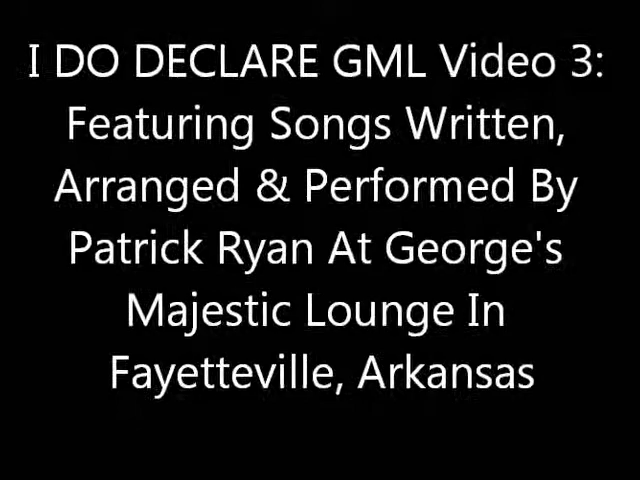 I DO DECLARE GML Video 3:
Featuring Songs Written,
Arranged & Performed By
Patrick Ryan At George's
Majestic Lounge In
Fayetteville, Arkansas